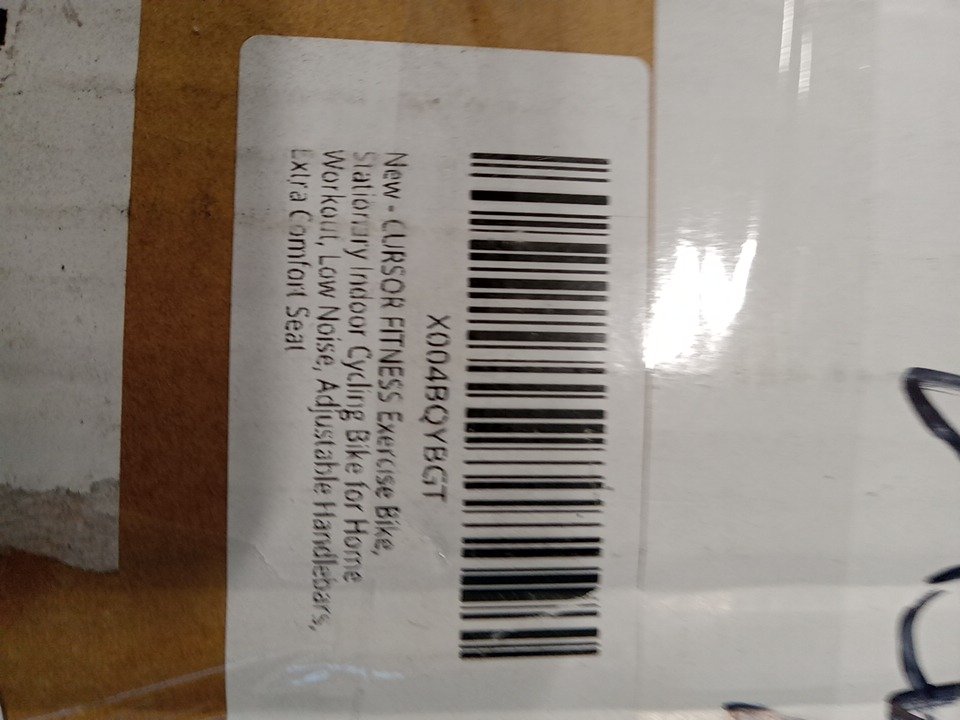 X004BQYBGT
New - CURSOR FITNESS Exercise Bike,
Stationary Indoor Cycling Bike for Home
Workout, Low Noise, Adjustable Handlebars,
Extra Comfort Seat